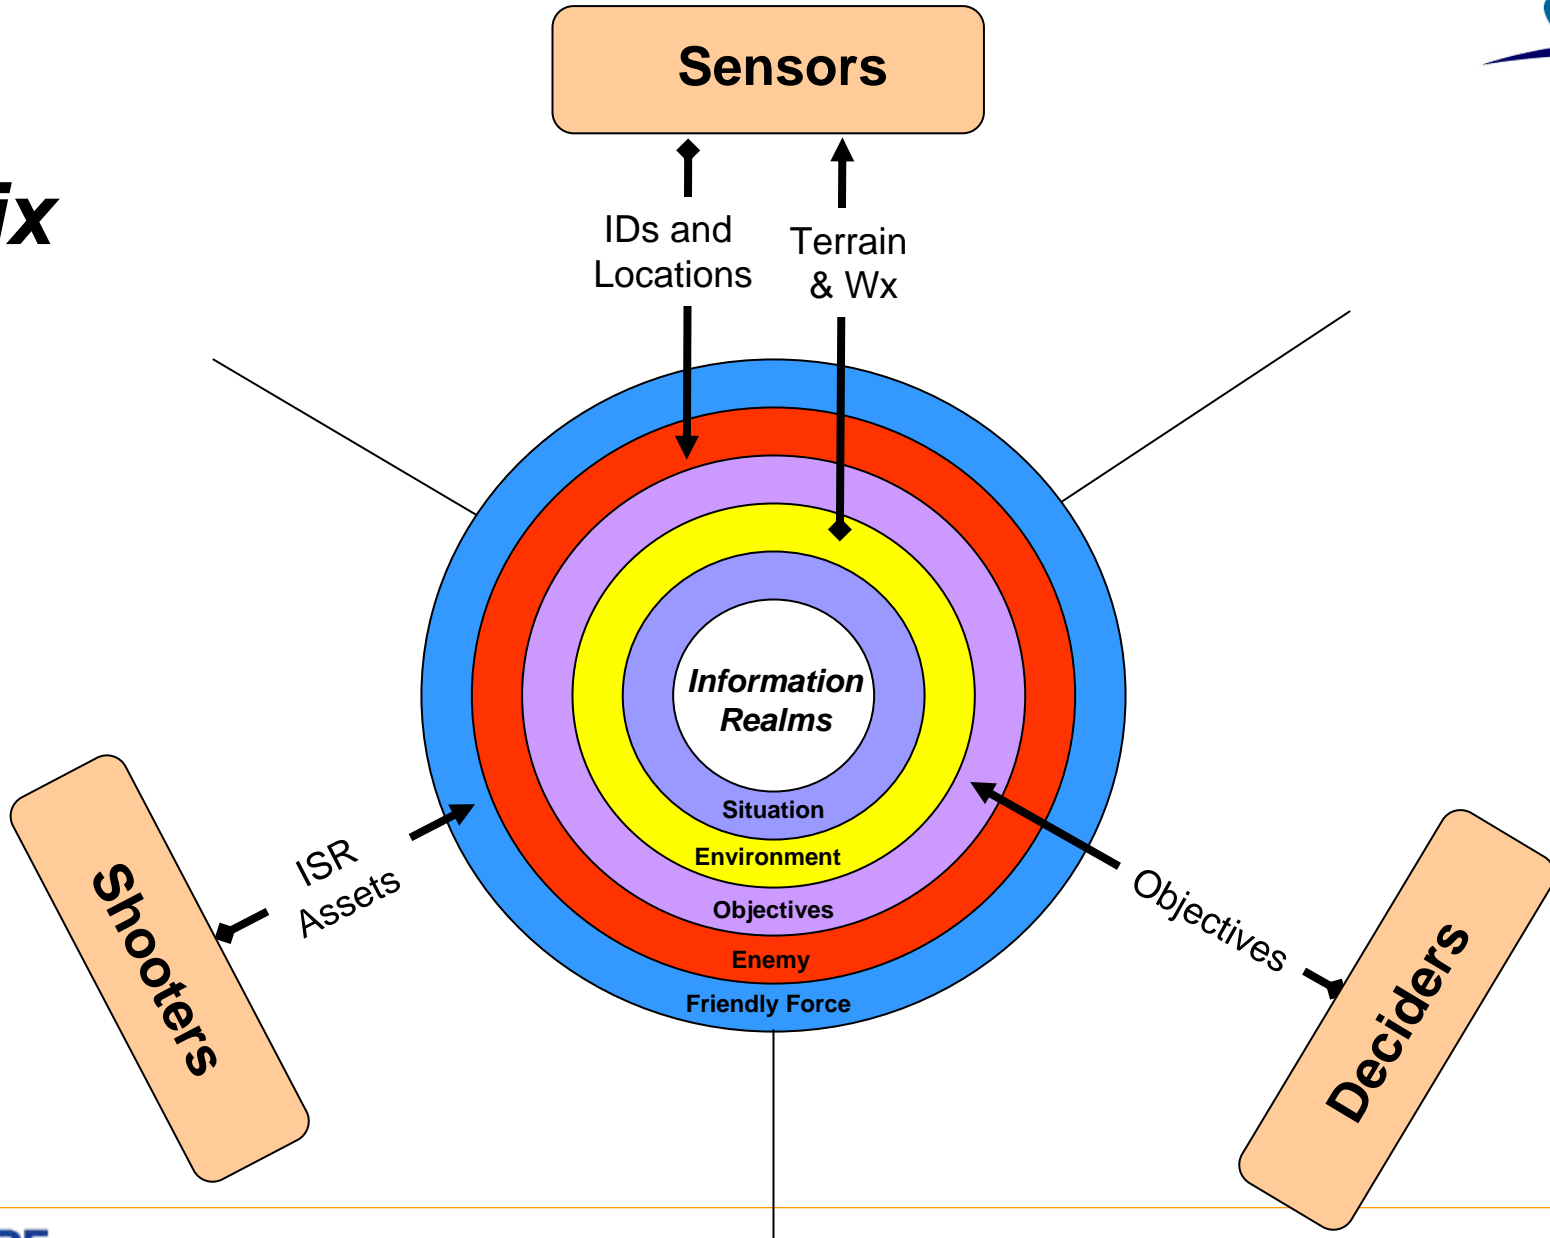 Sensors
ix
IDs and
Locations
Terrain
& Wx
Information
Realms
Situation
Environment
Objectives
Enemy
Friendly Force
ISR
Assets
Shooters
Objectives
Deciders